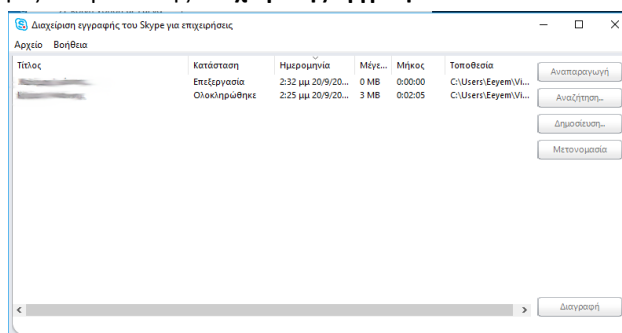 Διαχείριση εγγραφής του Skype για επιχειρήσεις
Αρχείο Βοήθεια
Τίτλος Κατάσταση Ημερομηνία Μέγε... Μήκος Τοποθεσία
Επεξεργασία 2:32 μμ 20/9/20... 0 MB 0:00:00 C:\Users\Eeyem\Vi...
Ολοκληρώθηκε 2:25 μμ 20/9/20... 3 MB 0:02:05 C:\Users\Eeyem\Vi...
Αναπαραγωγή
Αναζήτηση...
Δημοσίευση...
Μετονομασία
Διαγραφή